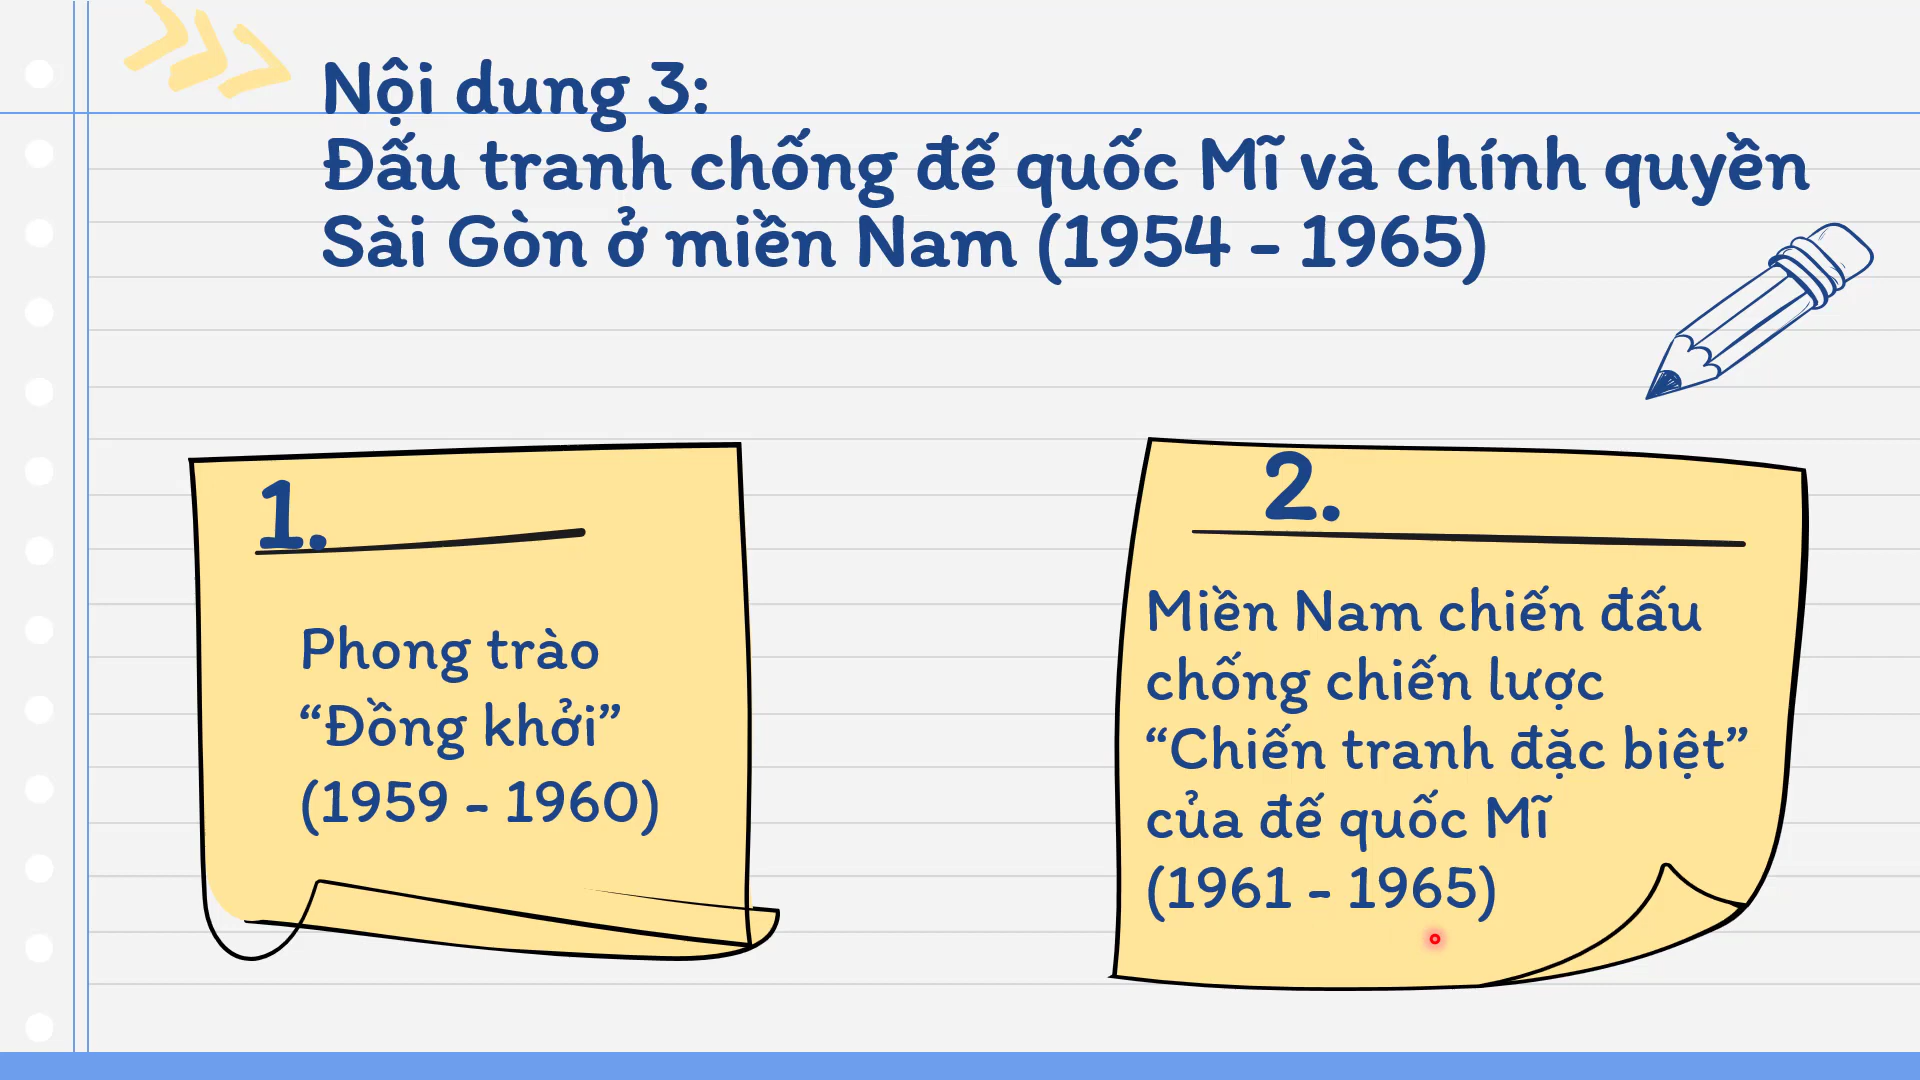 Nội dung 3:
Đấu tranh chống đế quốc Mĩ và chính quyền
Sài Gòn ở miền Nam (1954 – 1965)
1.
Phong trào
“Đồng khởi”
(1959 – 1960)
2.
Miền Nam chiến đấu
chống chiến lược
“Chiến tranh đặc biệt”
của đế quốc Mĩ
(1961 – 1965)